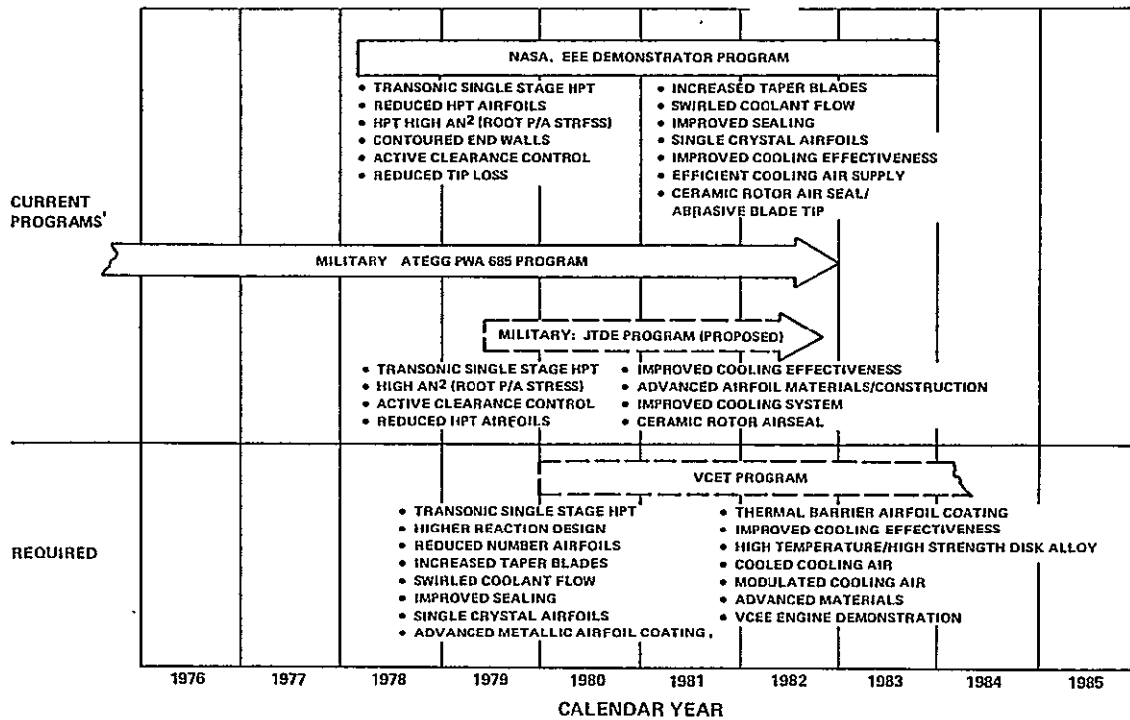 NASA, EEE DEMONSTRATOR PROGRAM
• TRANSONIC SINGLE STAGE HPT
• REDUCED HPT AIRFOILS
• HPT HIGH AN² (ROOT P/A STRFSS)
• CONTOURED END WALLS
• ACTIVE CLEARANCE CONTROL
• REDUCED TIP LOSS
• INCREASED TAPER BLADES
• SWIRLED COOLANT FLOW
• IMPROVED SEALING
• SINGLE CRYSTAL AIRFOILS
• IMPROVED COOLING EFFECTIVENESS
• EFFICIENT COOLING AIR SUPPLY
• CERAMIC ROTOR AIR SEAL/
ABRASIVE BLADE TIP
CURRENT
PROGRAMS'
MILITARY ATEGG PWA 685 PROGRAM
MILITARY: JTDE PROGRAM (PROPOSED)
• TRANSONIC SINGLE STAGE HPT
• HIGH AN² (ROOT P/A STRESS)
• ACTIVE CLEARANCE CONTROL
• REDUCED HPT AIRFOILS
• IMPROVED COOLING EFFECTIVENESS
• ADVANCED AIRFOIL MATERIALS/CONSTRUCTION
• IMPROVED COOLING SYSTEM
• CERAMIC ROTOR AIRSEAL
VCET PROGRAM
REQUIRED
• TRANSONIC SINGLE STAGE HPT
• HIGHER REACTION DESIGN
• REDUCED NUMBER AIRFOILS
• INCREASED TAPER BLADES
• SWIRLED COOLANT FLOW
• IMPROVED SEALING
• SINGLE CRYSTAL AIRFOILS
• ADVANCED METALLIC AIRFOIL COATING.
• THERMAL BARRIER AIRFOIL COATING
• IMPROVED COOLING EFFECTIVENESS
• HIGH TEMPERATURE/HIGH STRENGTH DISK ALLOY
• COOLED COOLING AIR
• MODULATED COOLING AIR
• ADVANCED MATERIALS
• VCEE ENGINE DEMONSTRATION
1976 1977 1978 1979 1980 1981 1982 1983 1984 1985
CALENDAR YEAR